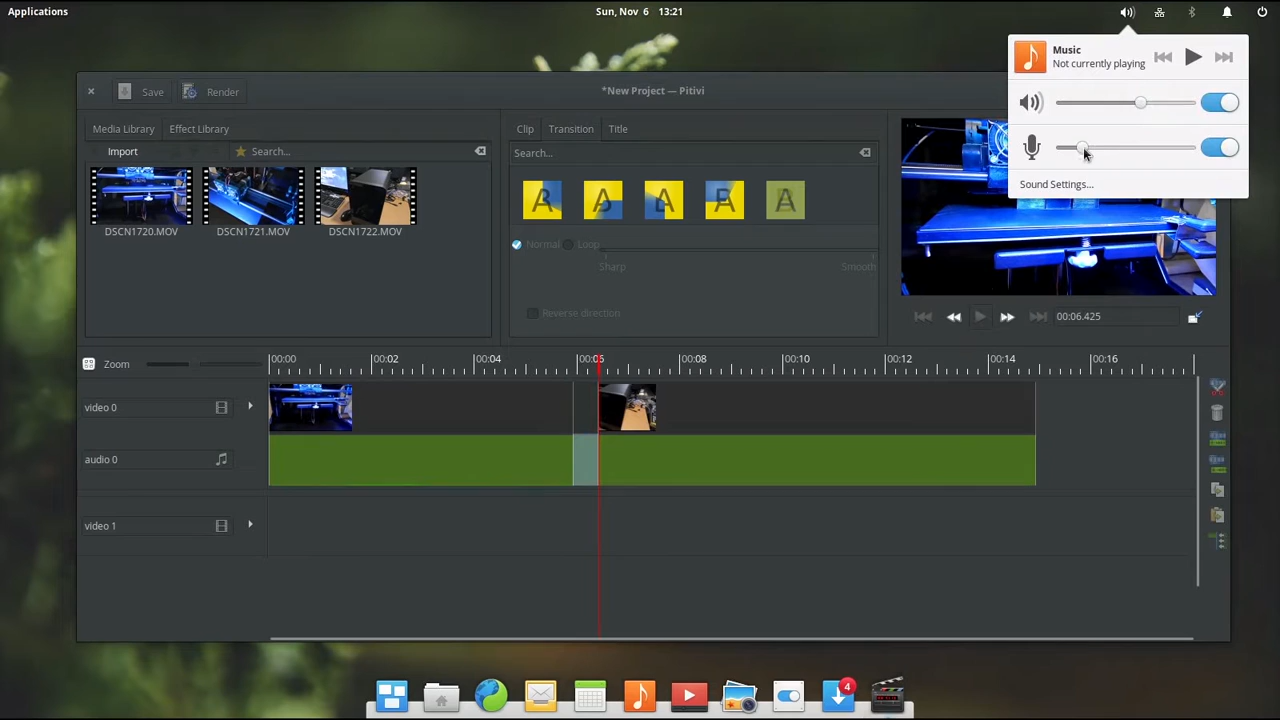 Applications
Sun, Nov 6 13:21
Music
Not currently playing
Sound Settings...
Save
Render
*New Project — Pitivi
Media Library
Effect Library
Import
Search...
DSCN1720.MOV
DSCN1721.MOV
DSCN1722.MOV
Clip
Transition
Title
Search...
A
A
A
A
A
Normal
Loop
Sharp
Smooth
Reverse direction
00:06.425
Zoom
00:00
00:02
00:04
00:06
00:08
00:10
00:12
00:14
00:16
video 0
audio 0
video 1
4